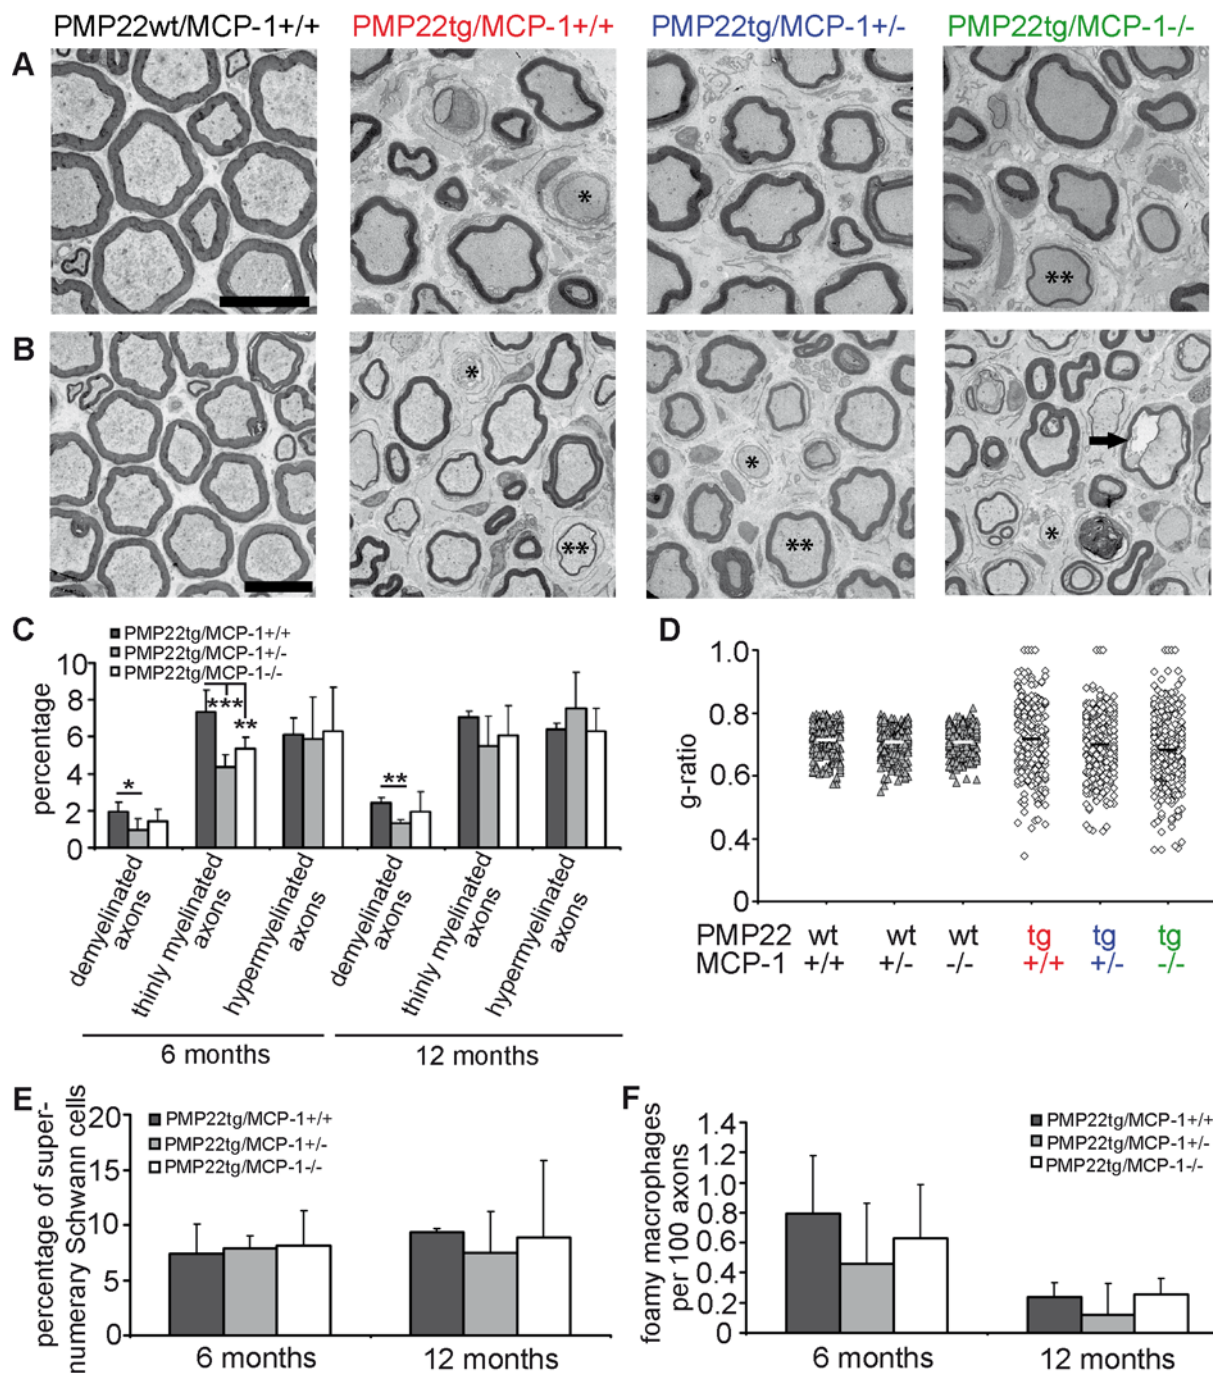 PMP22wt/MCP-1+/+ PMP22tg/MCP-1+/+ PMP22tg/MCP-1+/- PMP22tg/MCP-1-/-
A
*
**
B
*
**
*
**
*
C
PMP22tg/MCP-1+/+
PMP22tg/MCP-1+/-
PMP22tg/MCP-1-/-
percentage
10
8
6
4
2
0
*
***
**
**
demyelinated axons
thinly myelinated axons
hypermyelinated axons
demyelinated axons
thinly myelinated axons
hypermyelinated axons
6 months
12 months
D
g-ratio
1.0
0.8
0.6
0.4
0
PMP22 wt wt wt tg tg tg
MCP-1 +/+ +/- -/- +/+ +/- -/-
E
percentage of super-
numerary Schwann cells
20
15
10
5
0
PMP22tg/MCP-1+/+
PMP22tg/MCP-1+/-
PMP22tg/MCP-1-/-
6 months
12 months
F
foamy macrophages
per 100 axons
1.4
1.2
1.0
0.8
0.6
0.4
0.2
0
PMP22tg/MCP-1+/+
PMP22tg/MCP-1+/-
PMP22tg/MCP-1-/-
6 months
12 months